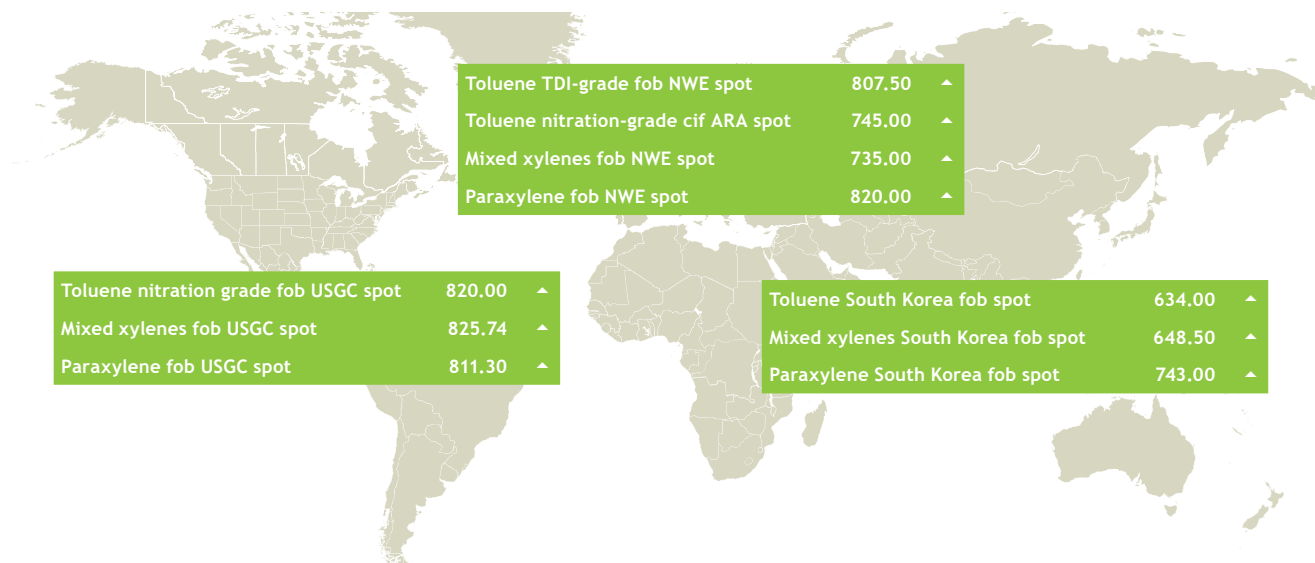 Toluene TDI-grade fob NWE spot 807.50
Toluene nitration-grade cif ARA spot 745.00
Mixed xylenes fob NWE spot 735.00
Paraxylene fob NWE spot 820.00
Toluene nitration grade fob USGC spot 820.00
Mixed xylenes fob USGC spot 825.74
Paraxylene fob USGC spot 811.30
Toluene South Korea fob spot 634.00
Mixed xylenes South Korea fob spot 648.50
Paraxylene South Korea fob spot 743.00